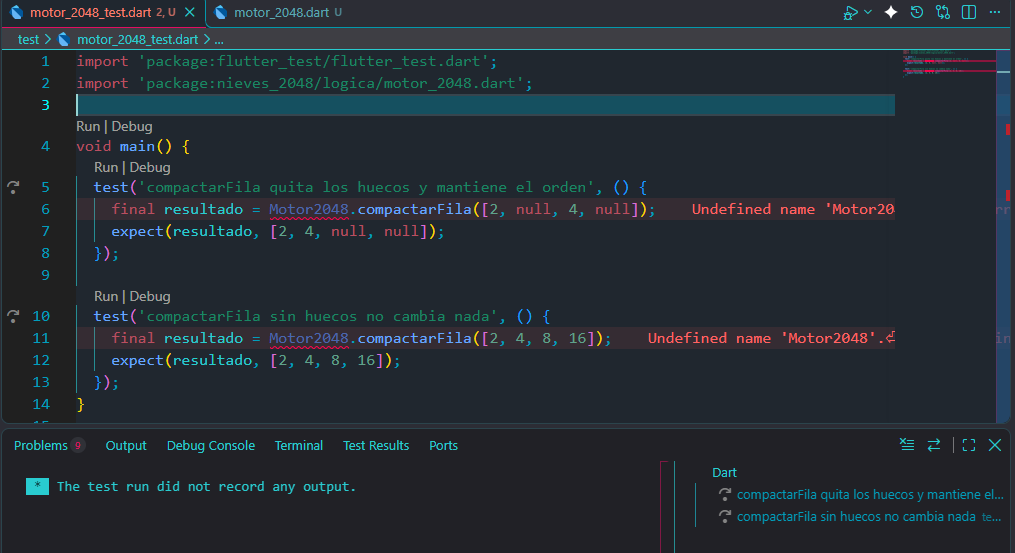 motor_2048_test.dart 2, U
motor_2048.dart U
test > motor_2048_test.dart > ...
1 import 'package:flutter_test/flutter_test.dart';
2 import 'package:nieves_2048/logica/motor_2048.dart';
3
Run | Debug
4 void main() {
Run | Debug
5 test('compactarFila quita los huecos y mantiene el orden', () {
6 final resultado = Motor2048.compactarFila([2, null, 4, null]); Undefined name 'Motor20
7 expect(resultado, [2, 4, null, null]);
8 });
9
Run | Debug
10 test('compactarFila sin huecos no cambia nada', () {
11 final resultado = Motor2048.compactarFila([2, 4, 8, 16]); Undefined name 'Motor2048'.
12 expect(resultado, [2, 4, 8, 16]);
13 });
14 }
Problems 9 Output Debug Console Terminal Test Results Ports
* The test run did not record any output.
Dart
compactarFila quita los huecos y mantiene el...
compactarFila sin huecos no cambia nada te...